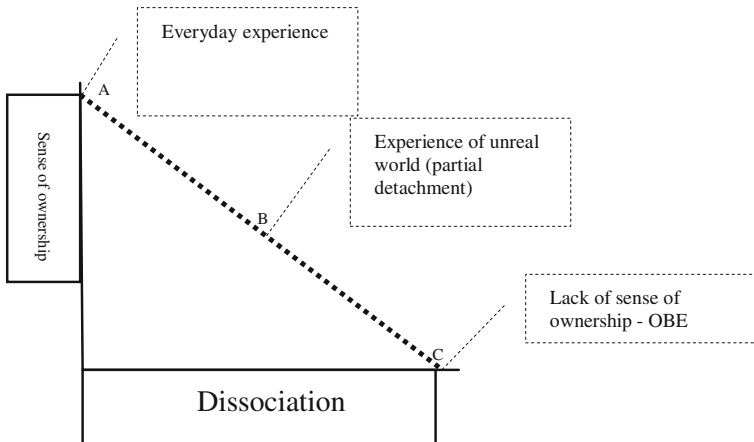 Everyday experience
A
Sense of ownership
Experience of unreal
world (partial
detachment)
B
Lack of sense of
ownership - OBE
C
Dissociation